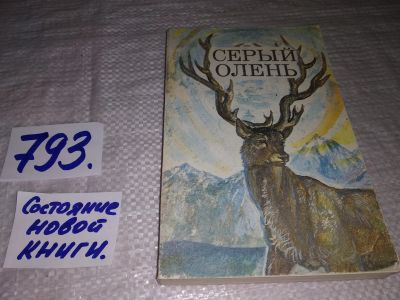 СЕРЫЙ
ОЛЕНЬ
793.
Состояние
новой
книги.